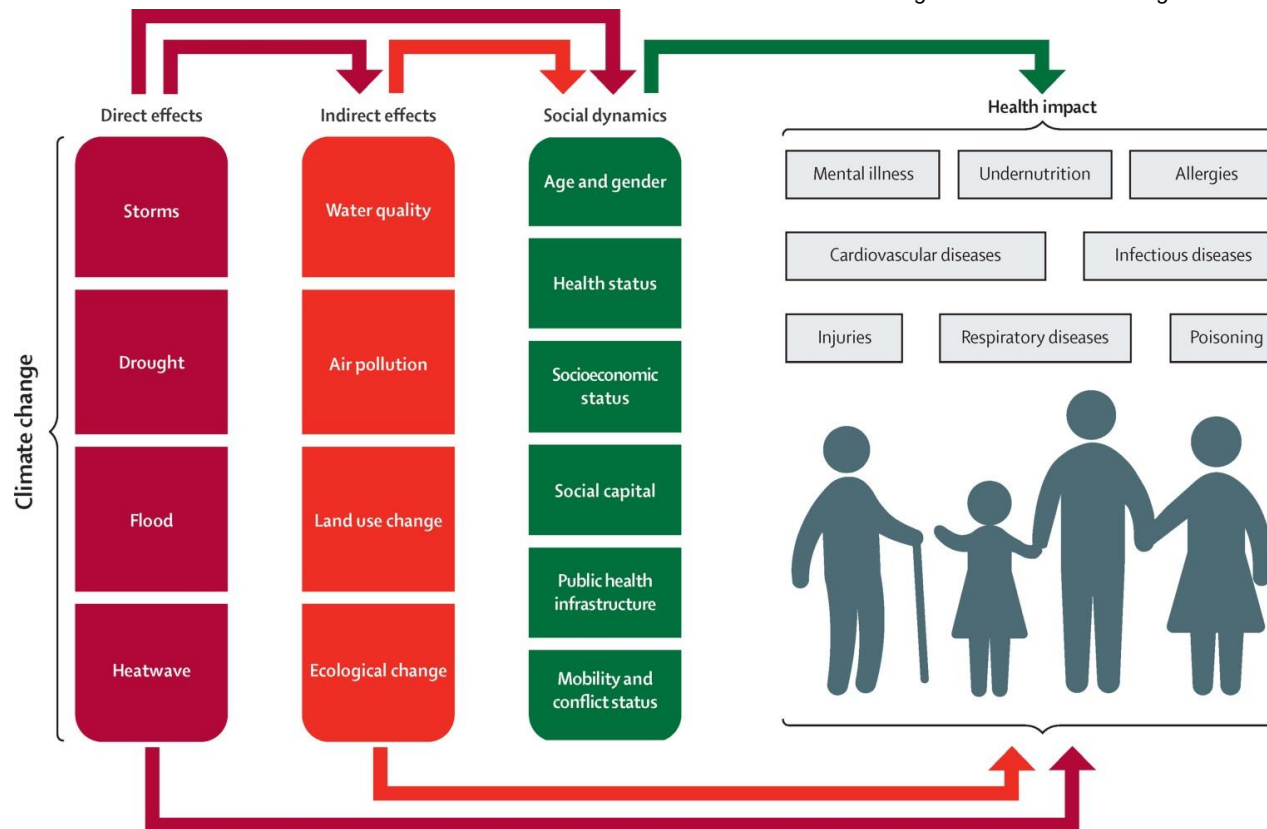 Direct effects
Indirect effects
Social dynamics
Health impact
Climate change
Storms
Drought
Flood
Heatwave
Water quality
Air pollution
Land use change
Ecological change
Age and gender
Health status
Socioeconomic
status
Social capital
Public health
infrastructure
Mobility and
conflict status
Mental illness
Undernutrition
Allergies
Cardiovascular diseases
Infectious diseases
Injuries
Respiratory diseases
Poisoning